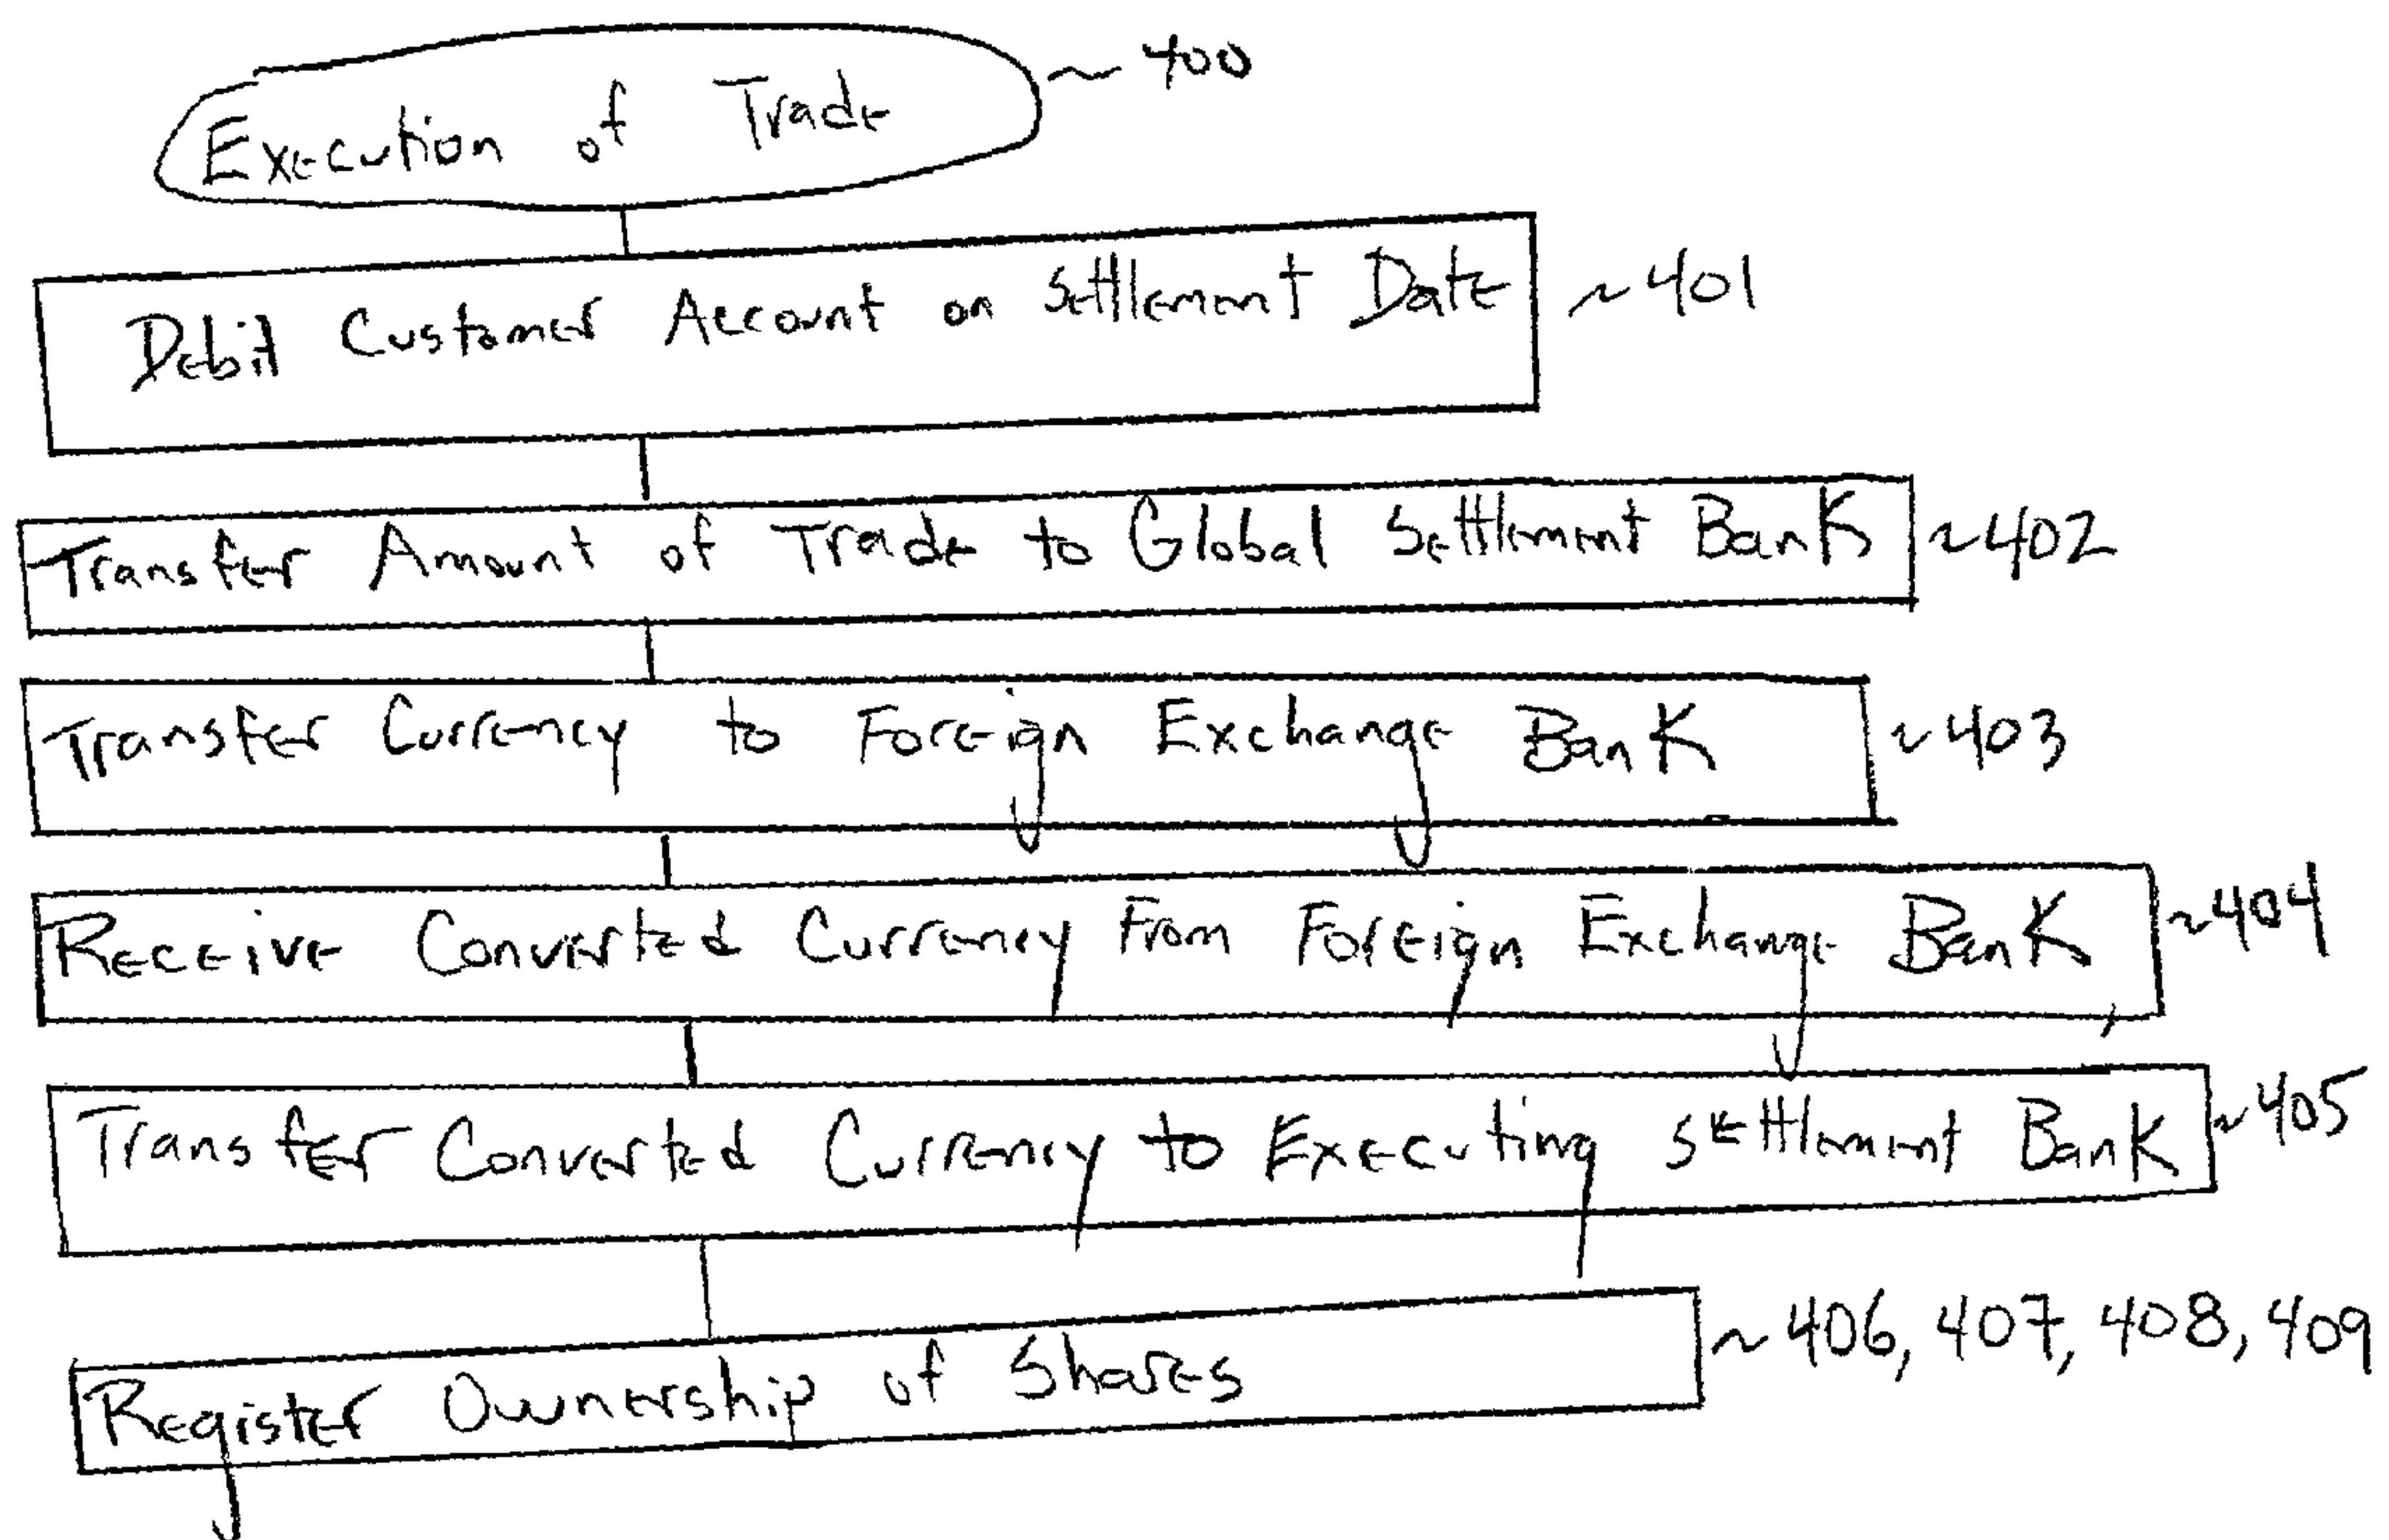 Execution of Trade ~ 400
Debit Customer Account on Settlement Date ~401
Transfer Amount of Trade to Global Settlement Bank ~402
Transfer Currency to Foreign Exchange Bank ~403
Receive Converted Currency From Foreign Exchange Bank ~404
Transfer Converted Currency to Executing Settlement Bank ~405
Register Ownership of Shares ~ 406, 407, 408, 409